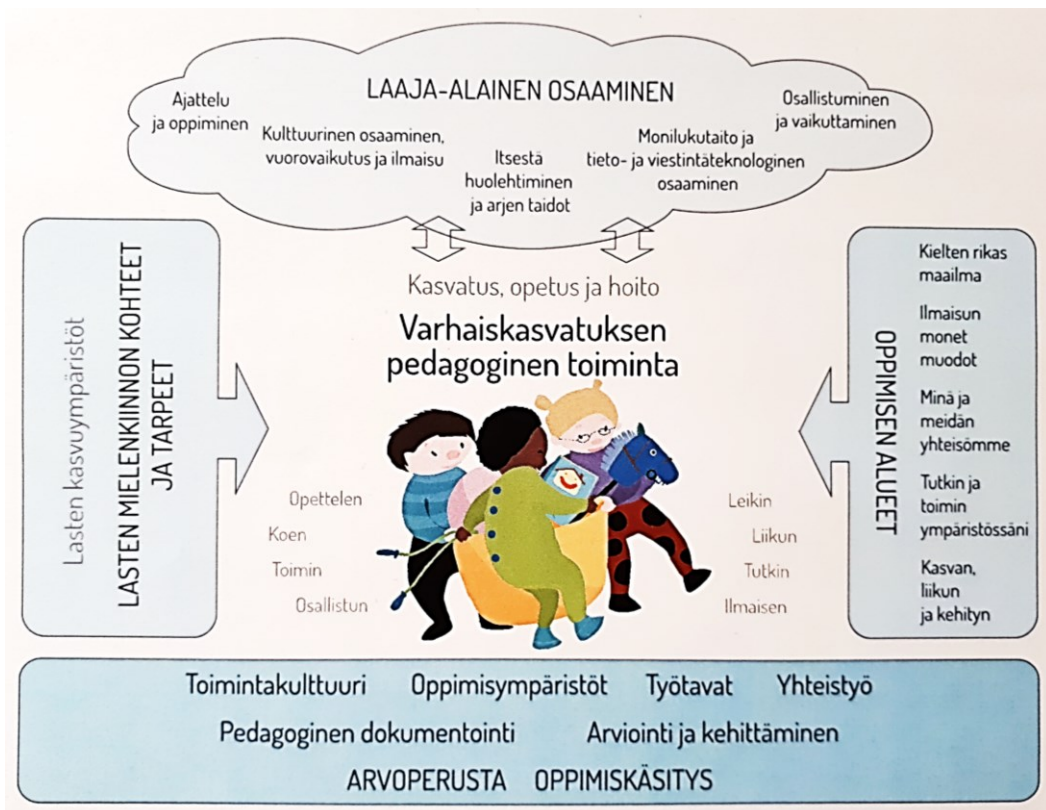 LAAJA-ALAINEN OSAAMINEN
Ajattelu
ja oppiminen
Kulttuurinen osaaminen,
vuorovaikutus ja ilmaisu
Itsestä
huolehtiminen
ja arjen taidot
Monilukutaito ja
tieto- ja viestintäteknologinen
osaaminen
Osallistuminen
ja vaikuttaminen
Kasvatus, opetus ja hoito
Varhaiskasvatuksen
pedagoginen toiminta
Lasten kasvuympäristöt
LASTEN MIELENKIINNON KOHTEET
JA TARPEET
Opettelen
Koen
Toimin
Osallistun
Leikin
Liikun
Tutkin
Ilmaisen
OPPIMISEN ALUEET
Kielten rikas
maailma
Ilmaisun
monet
muodot
Minä ja
meidän
yhteisömme
Tutkin ja
toimin
ympäristössäni
Kasvan,
liikun
ja kehityn
Toimintakulttuuri Oppimisympäristöt Työtavat Yhteistyö
Pedagoginen dokumentointi Arviointi ja kehittäminen
ARVOPERUSTA OPPIMISKÄSITYS